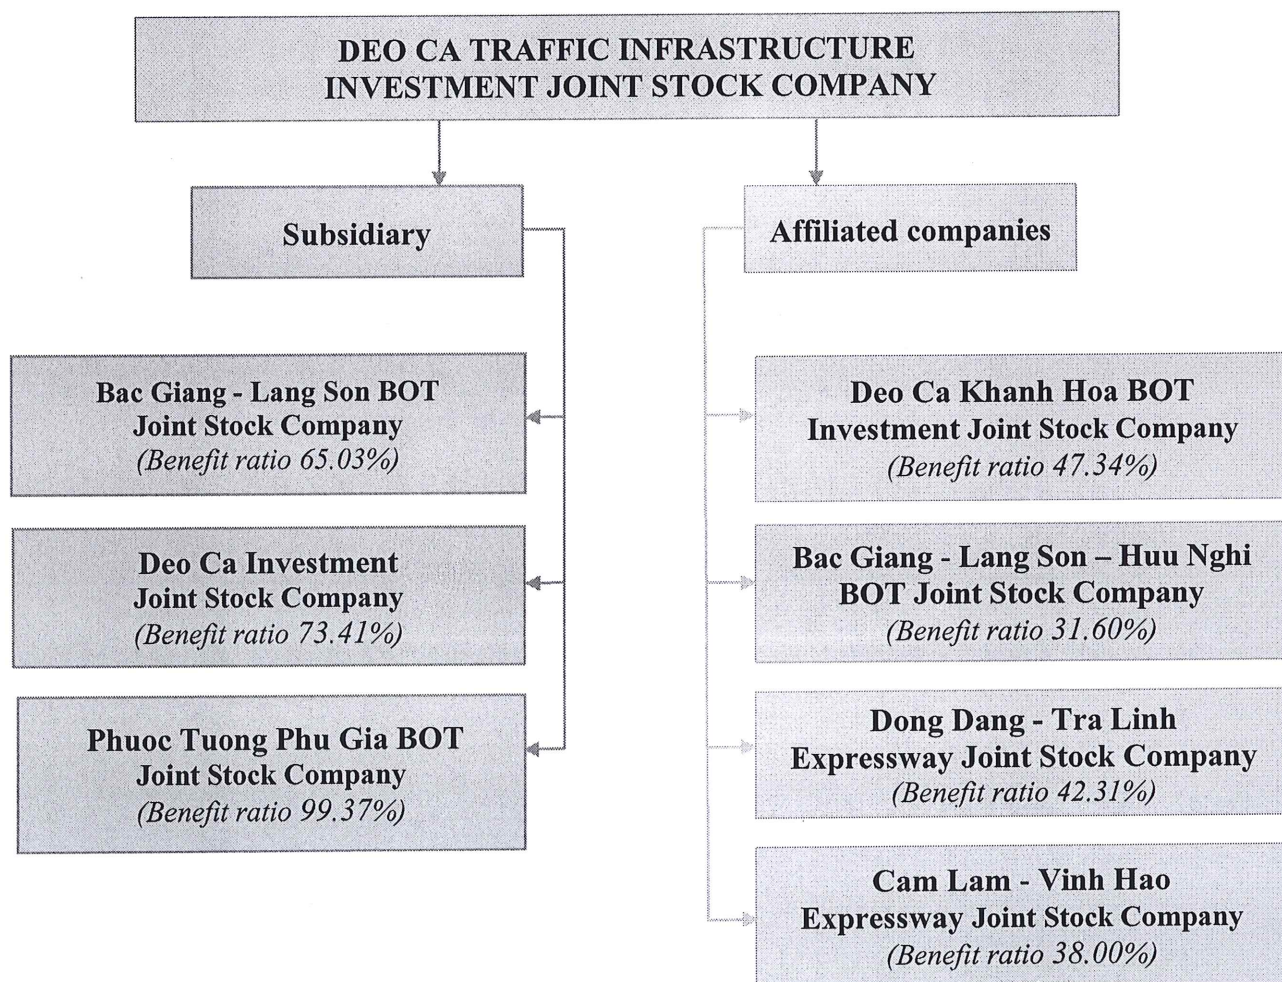 DEO CA TRAFFIC INFRASTRUCTURE
INVESTMENT JOINT STOCK COMPANY
Subsidiary
Bac Giang - Lang Son BOT
Joint Stock Company
(Benefit ratio 65.03%)
Deo Ca Investment
Joint Stock Company
(Benefit ratio 73.41%)
Phuoc Tuong Phu Gia BOT
Joint Stock Company
(Benefit ratio 99.37%)
Affiliated companies
Deo Ca Khanh Hoa BOT
Investment Joint Stock Company
(Benefit ratio 47.34%)
Bac Giang - Lang Son – Huu Nghi
BOT Joint Stock Company
(Benefit ratio 31.60%)
Dong Dang - Tra Linh
Expressway Joint Stock Company
(Benefit ratio 42.31%)
Cam Lam - Vinh Hao
Expressway Joint Stock Company
(Benefit ratio 38.00%)